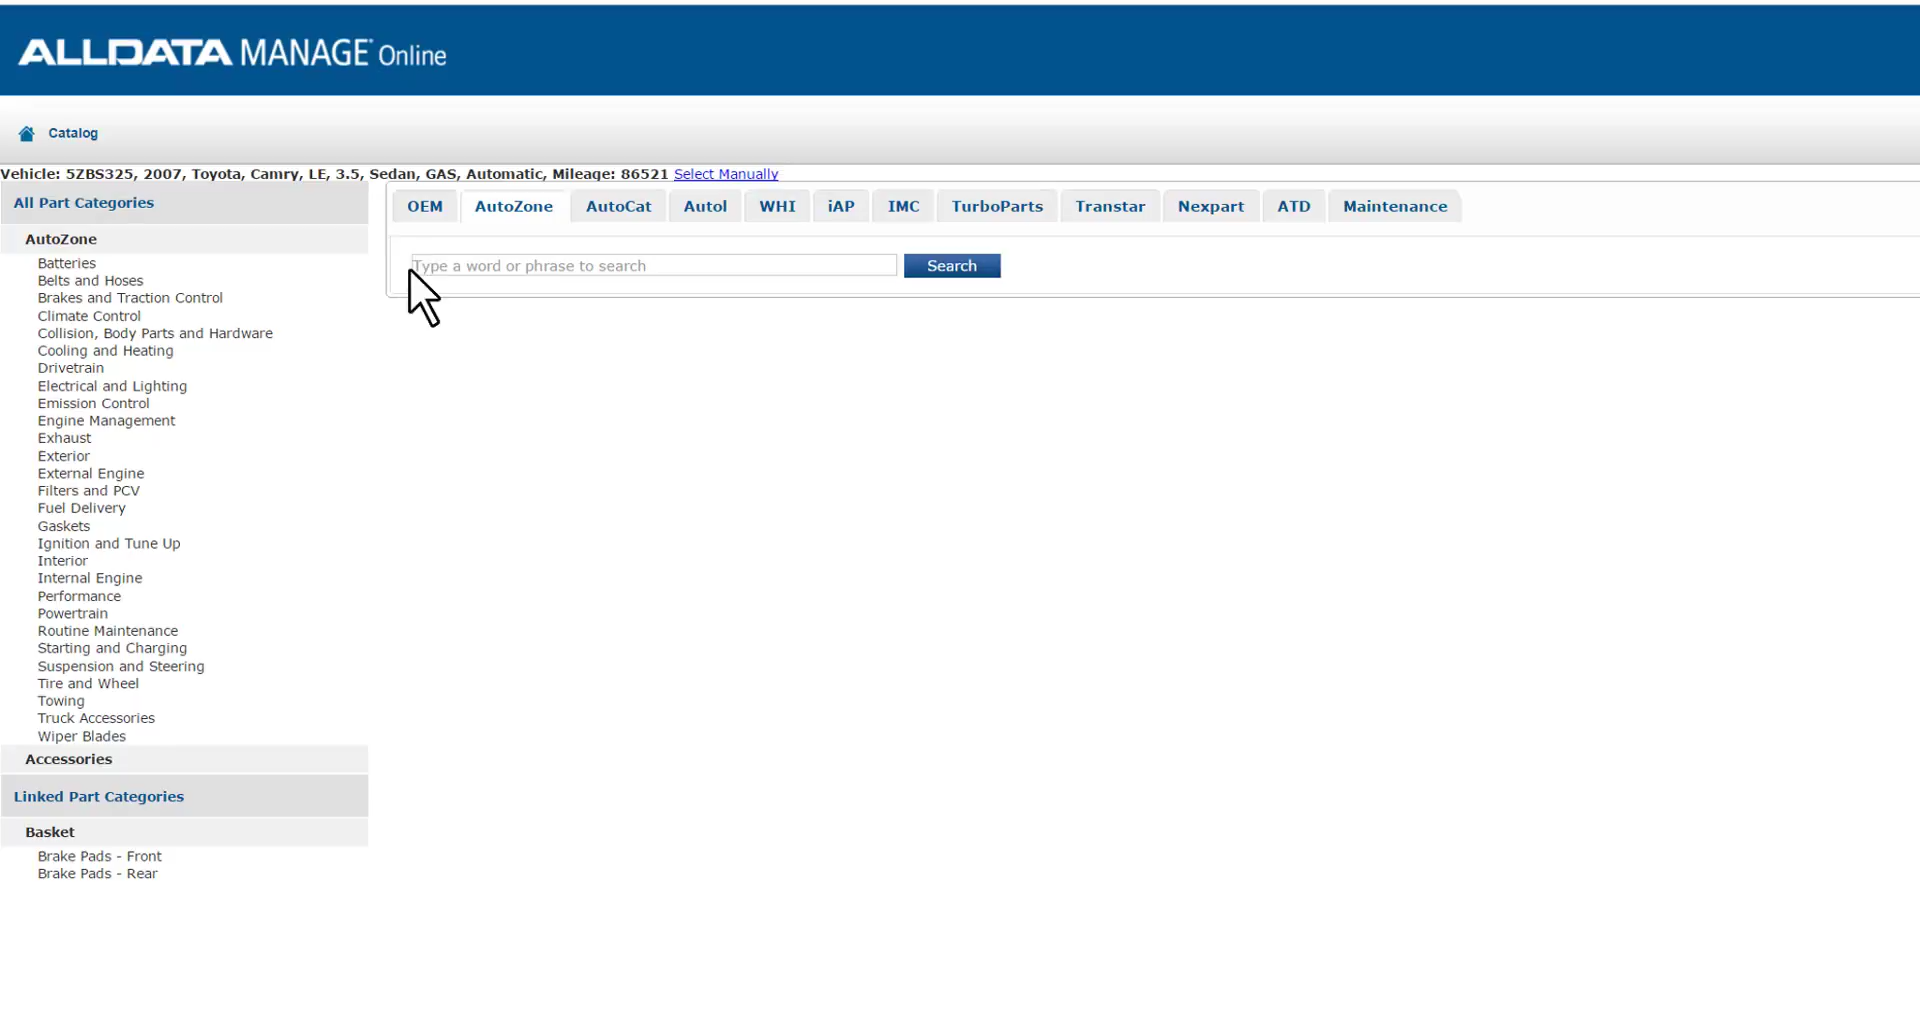 ALLDATA MANAGE® Online
Catalog
Vehicle: 5ZBS325, 2007, Toyota, Camry, LE, 3.5, Sedan, GAS, Automatic, Mileage: 86521 Select Manually
All Part Categories
OEM AutoZone AutoCat AutoI WHI iAP IMC TurboParts Transtar Nexpart ATD Maintenance
AutoZone
Type a word or phrase to search Search
Batteries
Belts and Hoses
Brakes and Traction Control
Climate Control
Collision, Body Parts and Hardware
Cooling and Heating
Drivetrain
Electrical and Lighting
Emission Control
Engine Management
Exhaust
Exterior
External Engine
Filters and PCV
Fuel Delivery
Gaskets
Ignition and Tune Up
Interior
Internal Engine
Performance
Powertrain
Routine Maintenance
Starting and Charging
Suspension and Steering
Tire and Wheel
Towing
Truck Accessories
Wiper Blades
Accessories
Linked Part Categories
Basket
Brake Pads - Front
Brake Pads - Rear